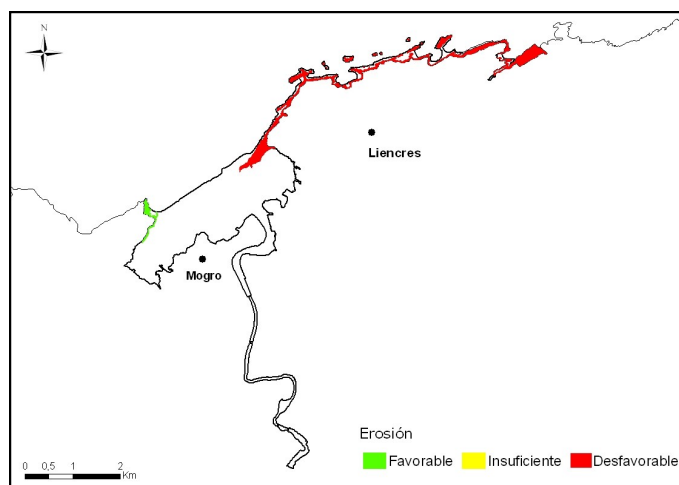 N
Liencres
Mogro
Erosión
Favorable Insuficiente Desfavorable
0 0,5 1 2
Km